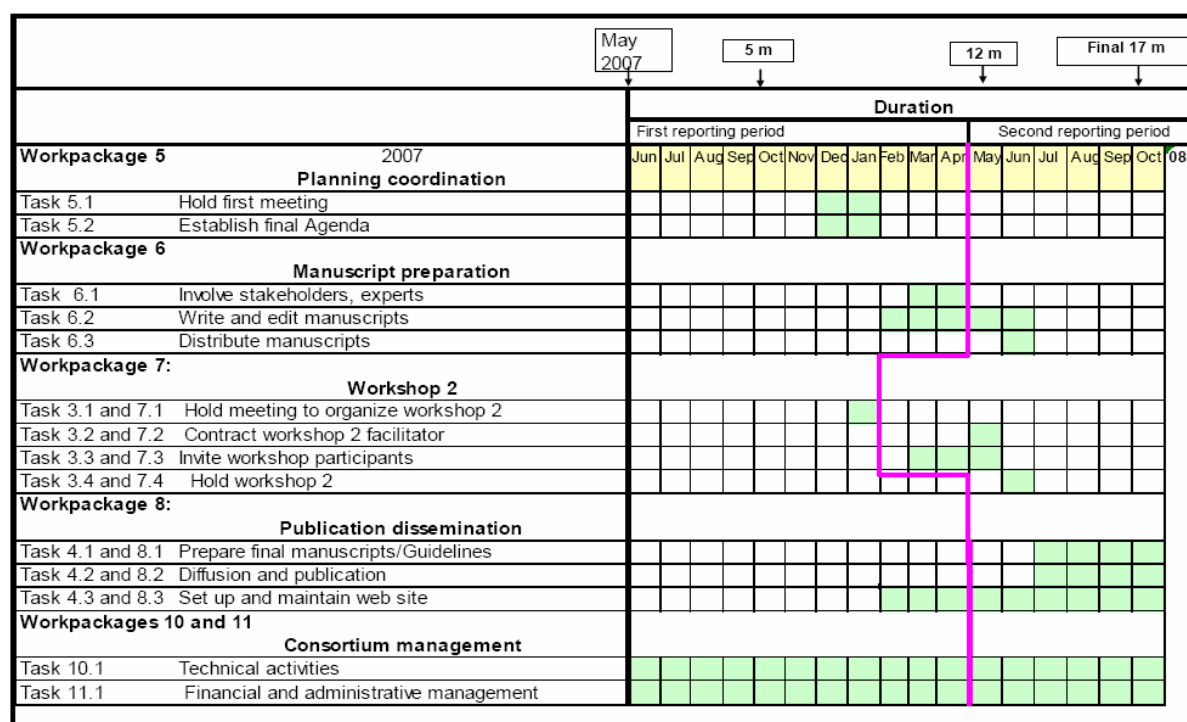 May
2007
5 m
12 m
Final 17 m
Duration
First reporting period Second reporting period
Workpackage 5 2007 Jun Jul Aug Sep Oct Nov Dec Jan Feb Mar Apr May Jun Jul Aug Sep Oct 08
Planning coordination
Task 5.1 Hold first meeting
Task 5.2 Establish final Agenda
Workpackage 6
Manuscript preparation
Task 6.1 Involve stakeholders, experts
Task 6.2 Write and edit manuscripts
Task 6.3 Distribute manuscripts
Workpackage 7:
Workshop 2
Task 3.1 and 7.1 Hold meeting to organize workshop 2
Task 3.2 and 7.2 Contract workshop 2 facilitator
Task 3.3 and 7.3 Invite workshop participants
Task 3.4 and 7.4 Hold workshop 2
Workpackage 8:
Publication dissemination
Task 4.1 and 8.1 Prepare final manuscripts/Guidelines
Task 4.2 and 8.2 Diffusion and publication
Task 4.3 and 8.3 Set up and maintain web site
Workpackages 10 and 11
Consortium management
Task 10.1 Technical activities
Task 11.1 Financial and administrative management